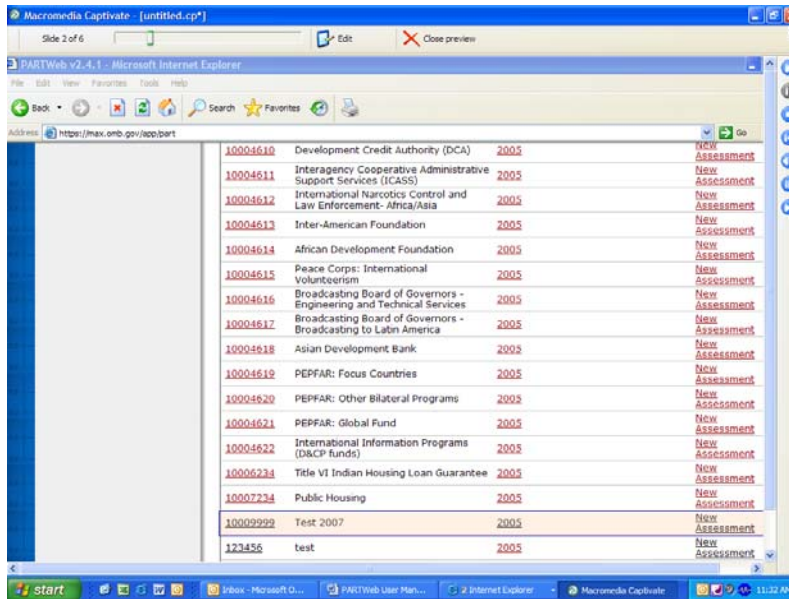 Macromedia Captivate - [untitled.cp*]
Slide 2 of 6 Edit Close preview
PARTWeb v2.4.1 - Microsoft Internet Explorer
File Edit View Favorites Tools Help
Back Search Favorites
Address https://max.omb.gov/app/part Go
10004610 Development Credit Authority (DCA) 2005 New
Assessment
10004611 Interagency Cooperative Administrative 2005 New
Support Services (ICASS) Assessment
10004612 International Narcotics Control and 2005 New
Law Enforcement- Africa/Asia Assessment
10004613 Inter-American Foundation 2005 New
Assessment
10004614 African Development Foundation 2005 New
Assessment
10004615 Peace Corps: International 2005 New
Volunteerism Assessment
10004616 Broadcasting Board of Governors - 2005 New
Engineering and Technical Services Assessment
10004617 Broadcasting Board of Governors - 2005 New
Broadcasting to Latin America Assessment
10004618 Asian Development Bank 2005 New
Assessment
10004619 PEPFAR: Focus Countries 2005 New
Assessment
10004620 PEPFAR: Other Bilateral Programs 2005 New
Assessment
10004621 PEPFAR: Global Fund 2005 New
Assessment
10004622 International Information Programs 2005 New
(D&CP funds) Assessment
10006234 Title VI Indian Housing Loan Guarantee 2005 New
Assessment
10007234 Public Housing 2005 New
Assessment
10009999 Test 2007 2005 New
Assessment
123456 test 2005 New
Assessment
start Inbox - Microsoft O... PARTWeb User Man... 2 Internet Explorer Macromedia Captivate 11:32 AM